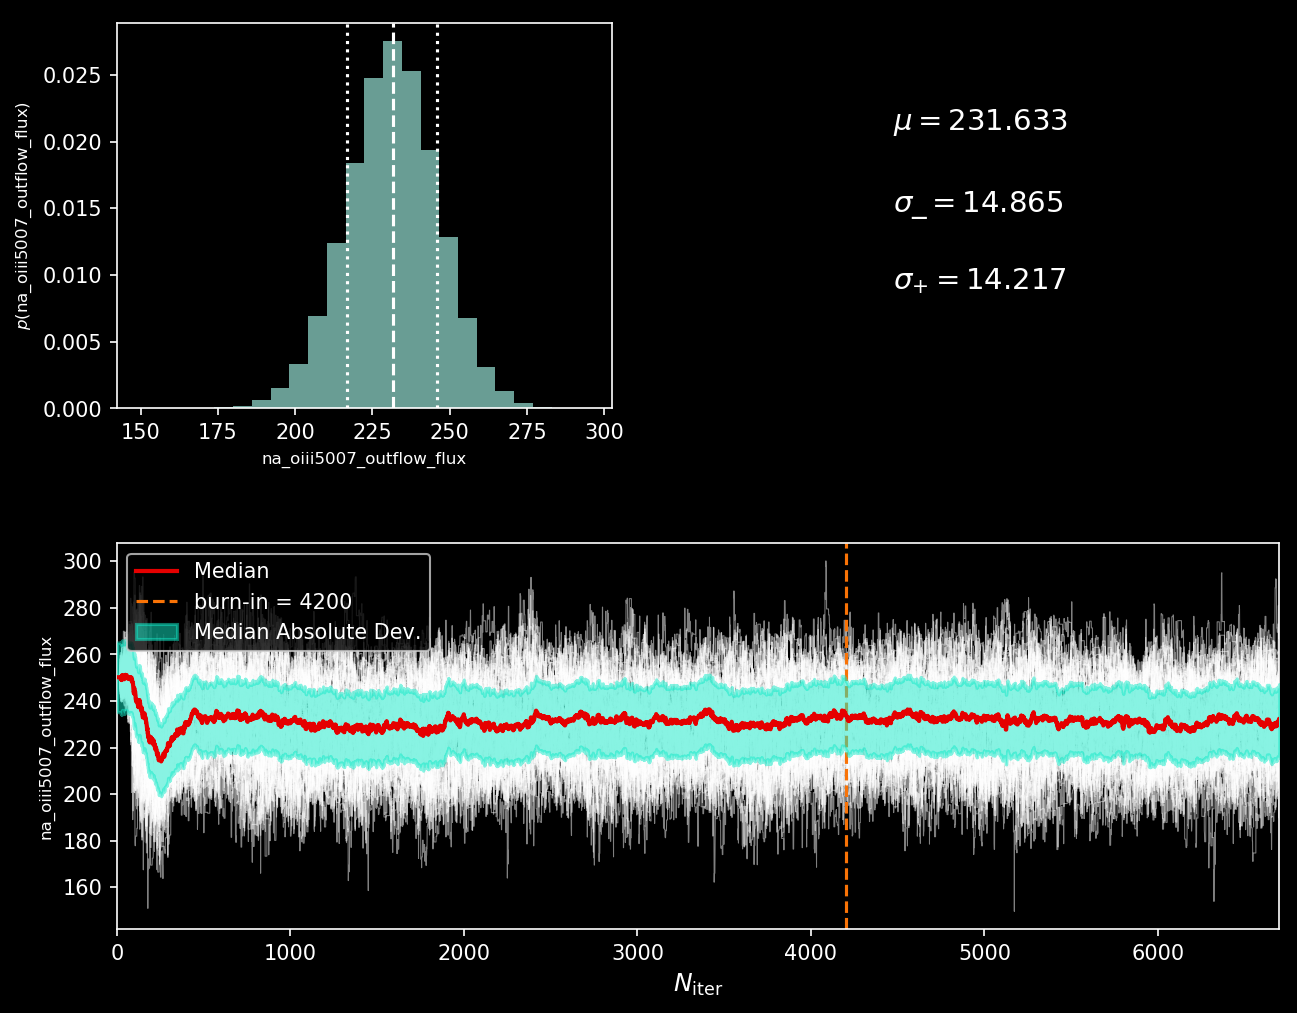 0.025
0.020
0.015
0.010
0.005
0.000
p(na_oiii5007_outflow_flux)
150 175 200 225 250 275 300
na_oiii5007_outflow_flux
μ = 231.633
σ₋ = 14.865
σ₊ = 14.217
300
280
260
240
220
200
180
160
na_oiii5007_outflow_flux
Median
burn-in = 4200
Median Absolute Dev.
0 1000 2000 3000 4000 5000 6000
N_iter